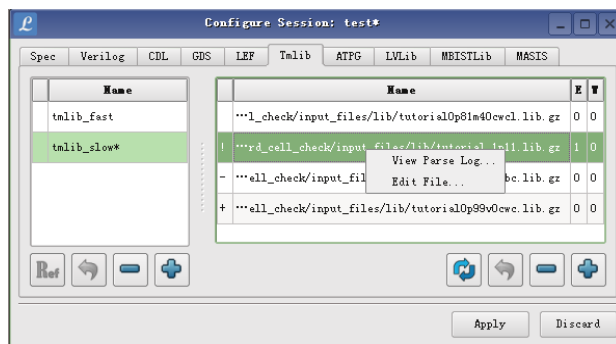 Configure Session: test*
Spec Verilog CDL GDS LEF Tmlib ATPG LVLib MBISTLib MASIS
Name
tmlib_fast
tmlib_slow*
Name E W
···l_check/input_files/lib/tutorial0p81m40cwcl.lib.gz 0 0
! ···rd_cell_check/input_files/lib/tutorial 1p11.lib.gz 1 0
- ···ell_check/input_fil bc.lib.gz 0 0
+ ···ell_check/input_files/lib/tutorial0p99v0cwc.lib.gz 0 0
View Parse Log...
Edit File...
Ref
Apply Discard